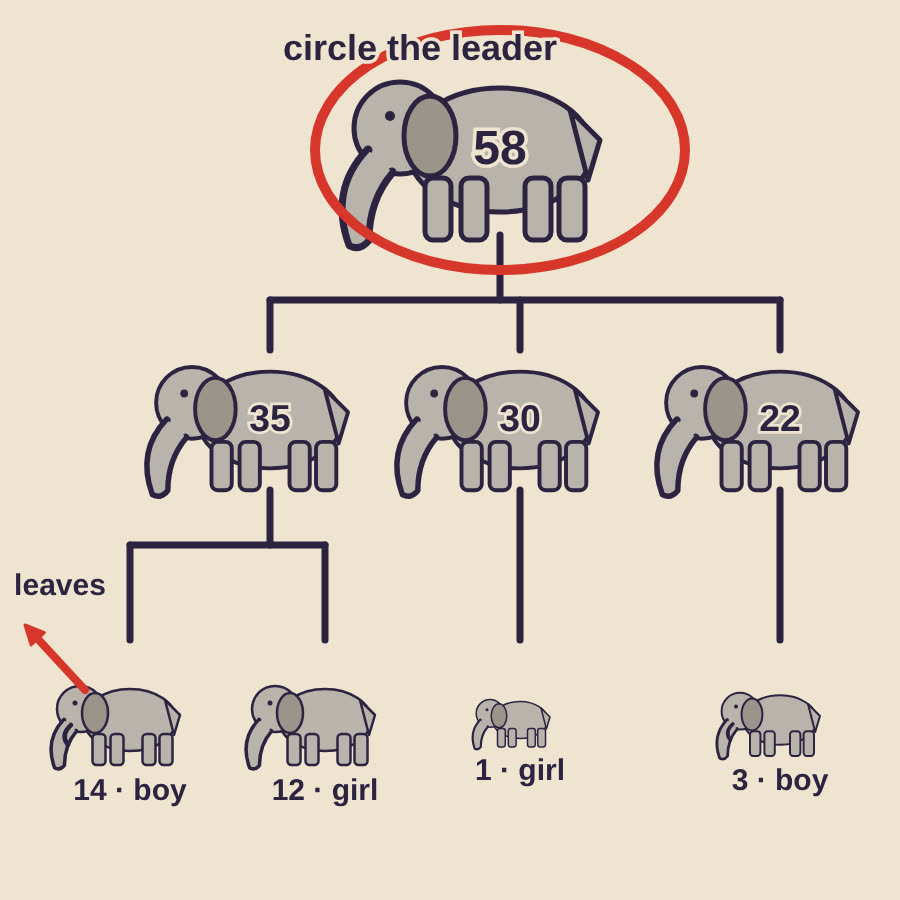 circle the leader
58
35
30
22
leaves
14 · boy
12 · girl
1 · girl
3 · boy